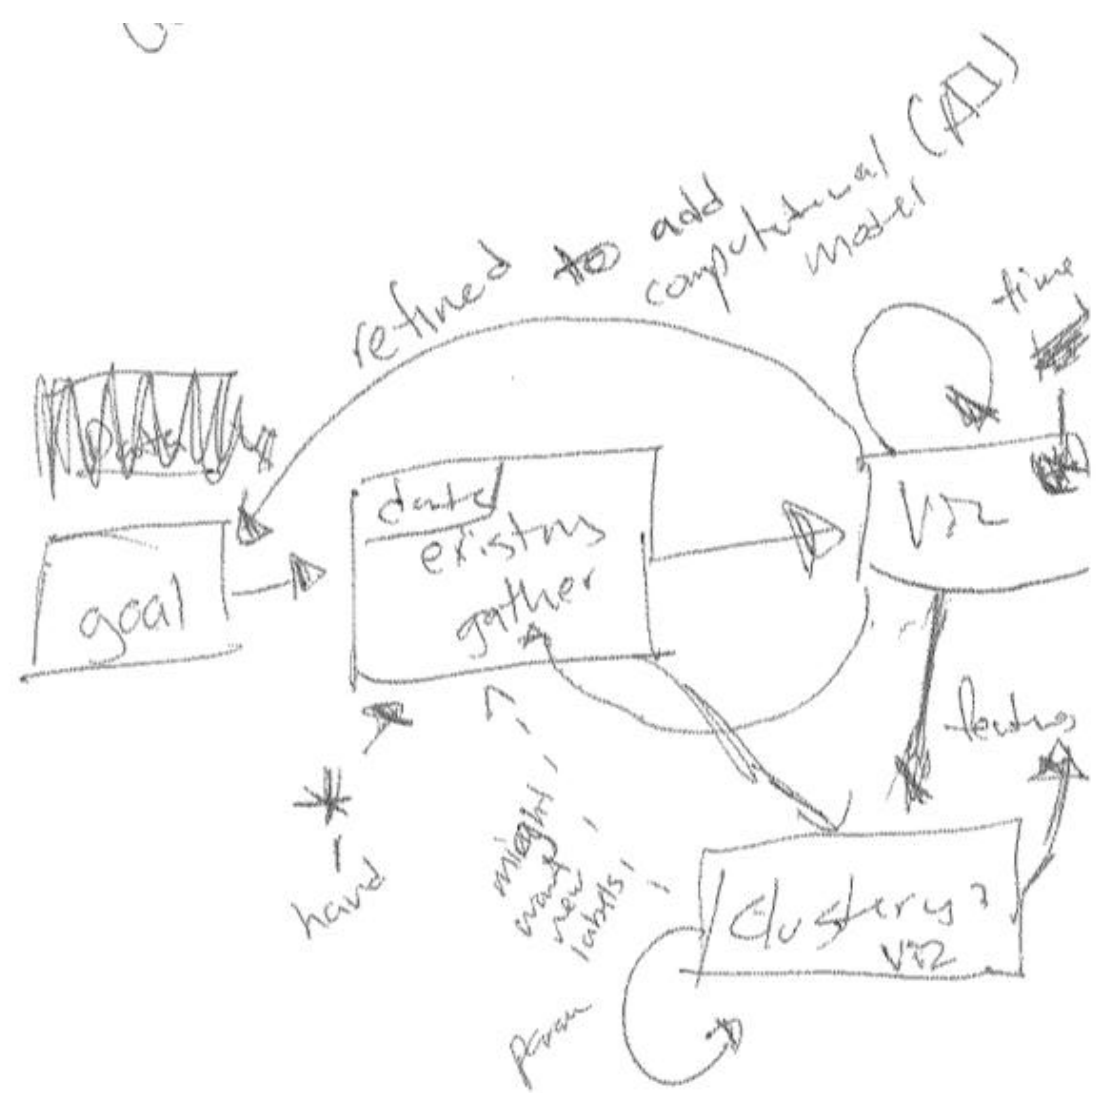 refined to add
computational (AI)
model
time
data
existing
gather
goal
VIZ
features
hard
might
want
new
labels
Clustering?
VIZ
param